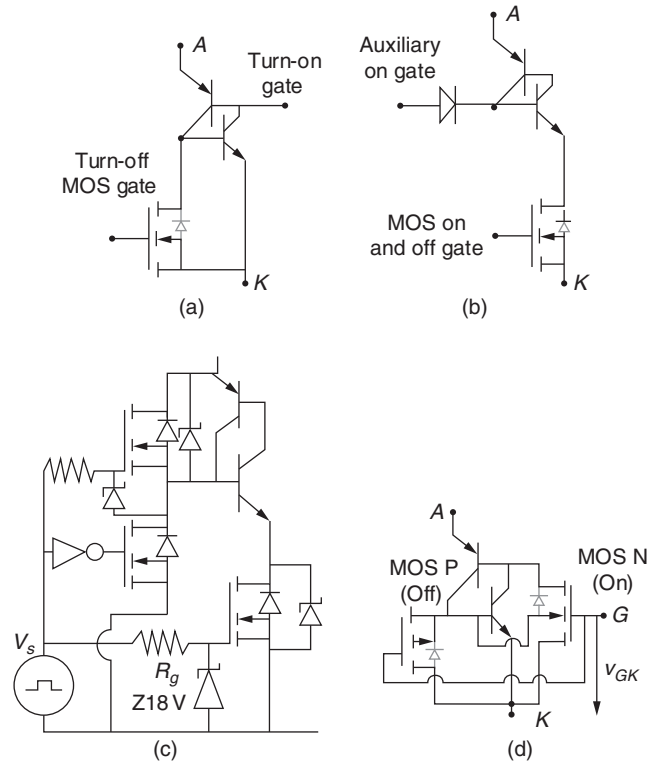 A
Turn-on
gate
Turn-off
MOS gate
K
(a)
A
Auxiliary
on gate
MOS on
and off gate
K
(b)
Vs
Rg
Z18 V
(c)
A
MOS P
(Off)
MOS N
(On)
G
vGK
K
(d)